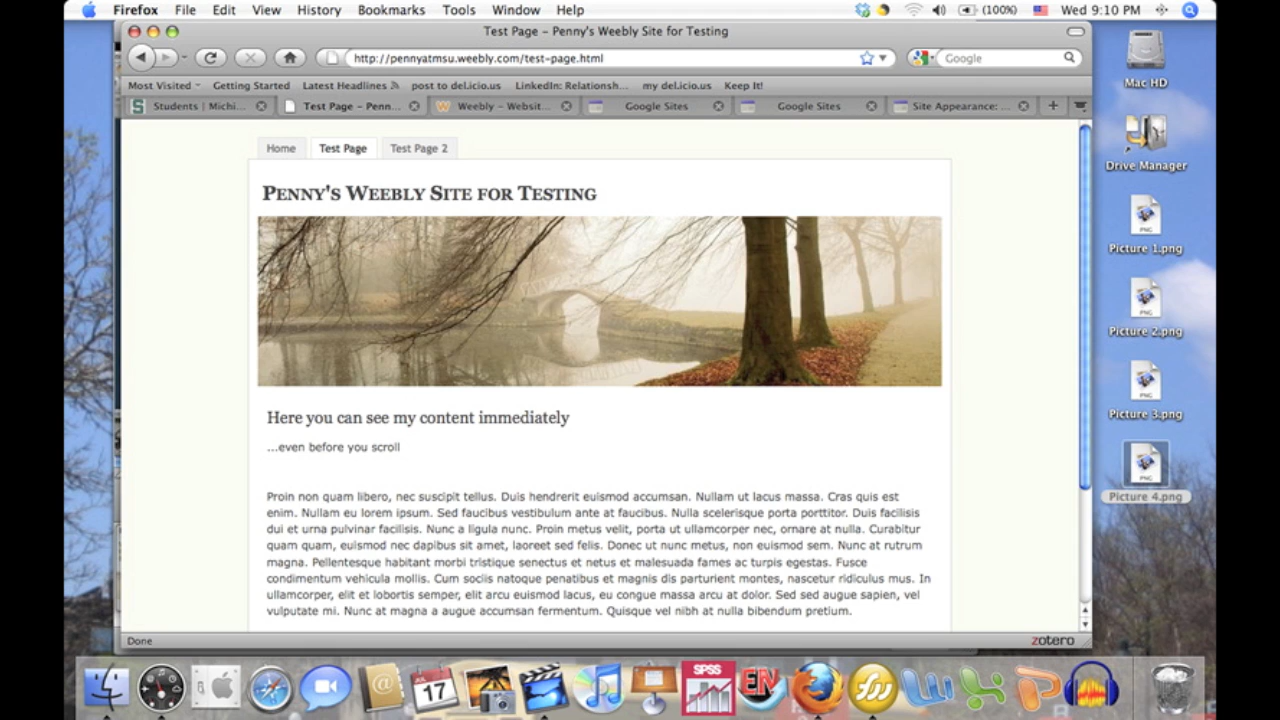 Firefox File Edit View History Bookmarks Tools Window Help (100%) Wed 9:10 PM
Test Page – Penny's Weebly Site for Testing
http://pennyatmsu.weebly.com/test-page.html Google
Most Visited Getting Started Latest Headlines post to del.icio.us LinkedIn: Relationsh... my del.icio.us Keep It!
Students | Michi... Test Page – Penn... Weebly – Websit... Google Sites Google Sites Site Appearance: ...
Mac HD
Drive Manager
Picture 1.png
Picture 2.png
Picture 3.png
Picture 4.png
Home Test Page Test Page 2
Penny's Weebly Site for Testing
Here you can see my content immediately
...even before you scroll
Proin non quam libero, nec suscipit tellus. Duis hendrerit euismod accumsan. Nullam ut lacus massa. Cras quis est
enim. Nullam eu lorem ipsum. Sed faucibus vestibulum ante at faucibus. Nulla scelerisque porta porttitor. Duis facilisis
dui et urna pulvinar facilisis. Nunc a ligula nunc. Proin metus velit, porta ut ullamcorper nec, ornare at nulla. Curabitur
quam quam, euismod nec dapibus sit amet, laoreet sed felis. Donec ut nunc metus, non euismod sem. Nunc at rutrum
magna. Pellentesque habitant morbi tristique senectus et netus et malesuada fames ac turpis egestas. Fusce
condimentum vehicula mollis. Cum sociis natoque penatibus et magnis dis parturient montes, nascetur ridiculus mus. In
ullamcorper, elit et lobortis semper, elit arcu euismod lacus, eu congue massa arcu at dolor. Sed sed augue sapien, vel
vulputate mi. Nunc at magna a augue accumsan fermentum. Quisque vel nibh at nulla bibendum pretium.
Done zotero
JUL
17
SPSS
EN